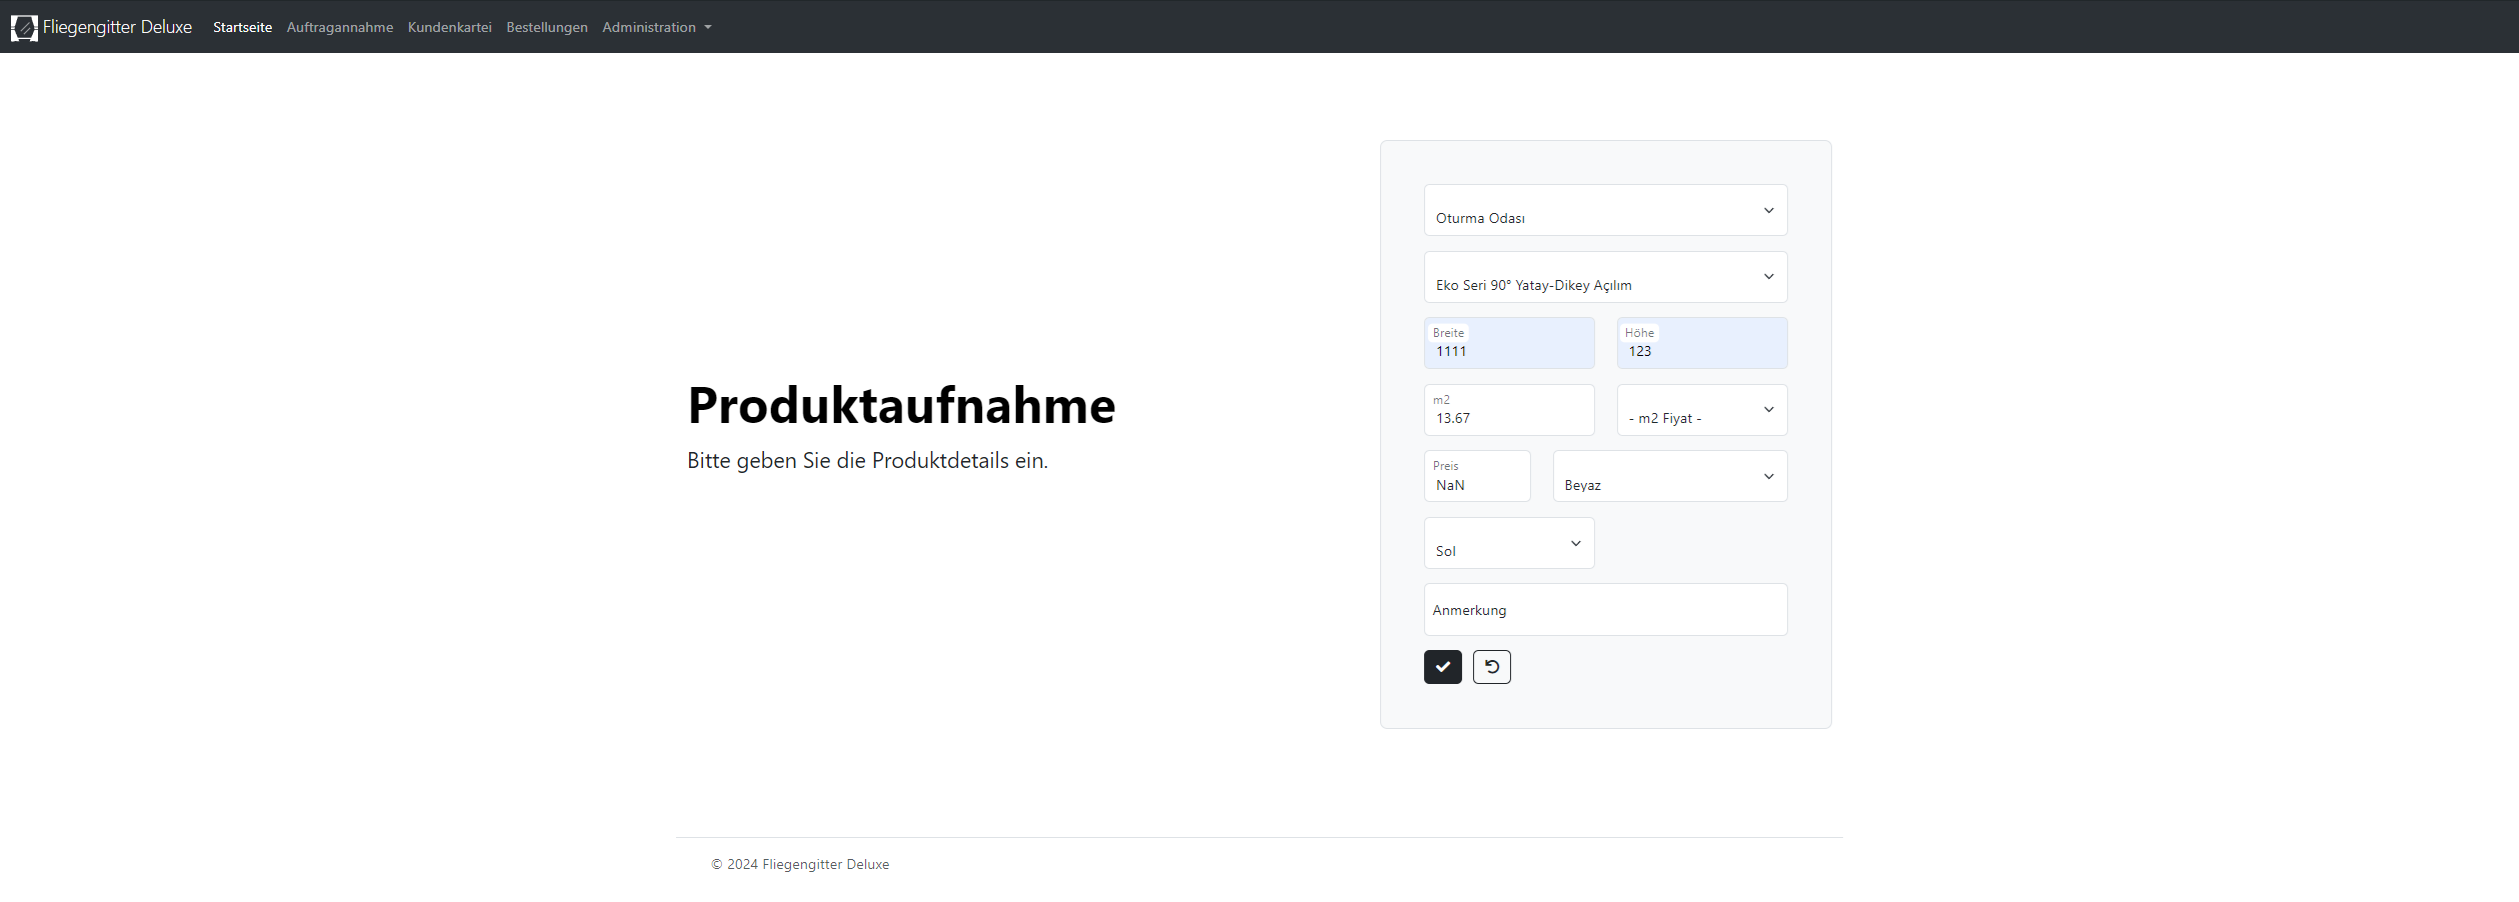 Fliegengitter Deluxe Startseite Auftragannahme Kundenkartei Bestellungen Administration
Oturma Odası
Eko Seri 90° Yatay-Dikey Açılım
Breite Höhe
1111 123
Produktaufnahme
Bitte geben Sie die Produktdetails ein.
m2
13.67 - m2 Fiyat -
Preis
NaN Beyaz
Sol
Anmerkung
© 2024 Fliegengitter Deluxe